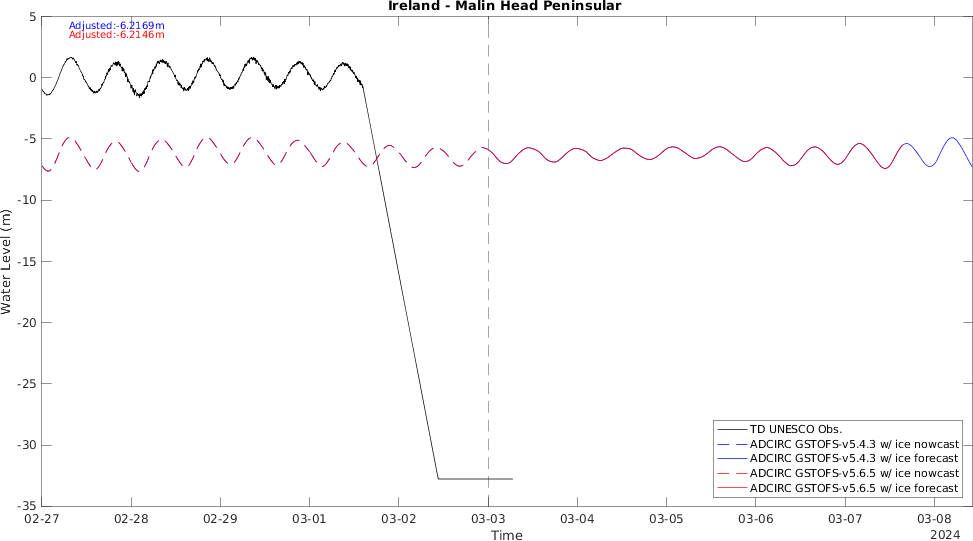 Ireland - Malin Head Peninsular
Adjusted:-6.2169m
Adjusted:-6.2146m
5
0
-5
-10
-15
-20
-25
-30
-35
Water Level (m)
TD UNESCO Obs.
ADCIRC GSTOFS-v5.4.3 w/ ice nowcast
ADCIRC GSTOFS-v5.4.3 w/ ice forecast
ADCIRC GSTOFS-v5.6.5 w/ ice nowcast
ADCIRC GSTOFS-v5.6.5 w/ ice forecast
02-27 02-28 02-29 03-01 03-02 03-03 03-04 03-05 03-06 03-07 03-08
Time
2024